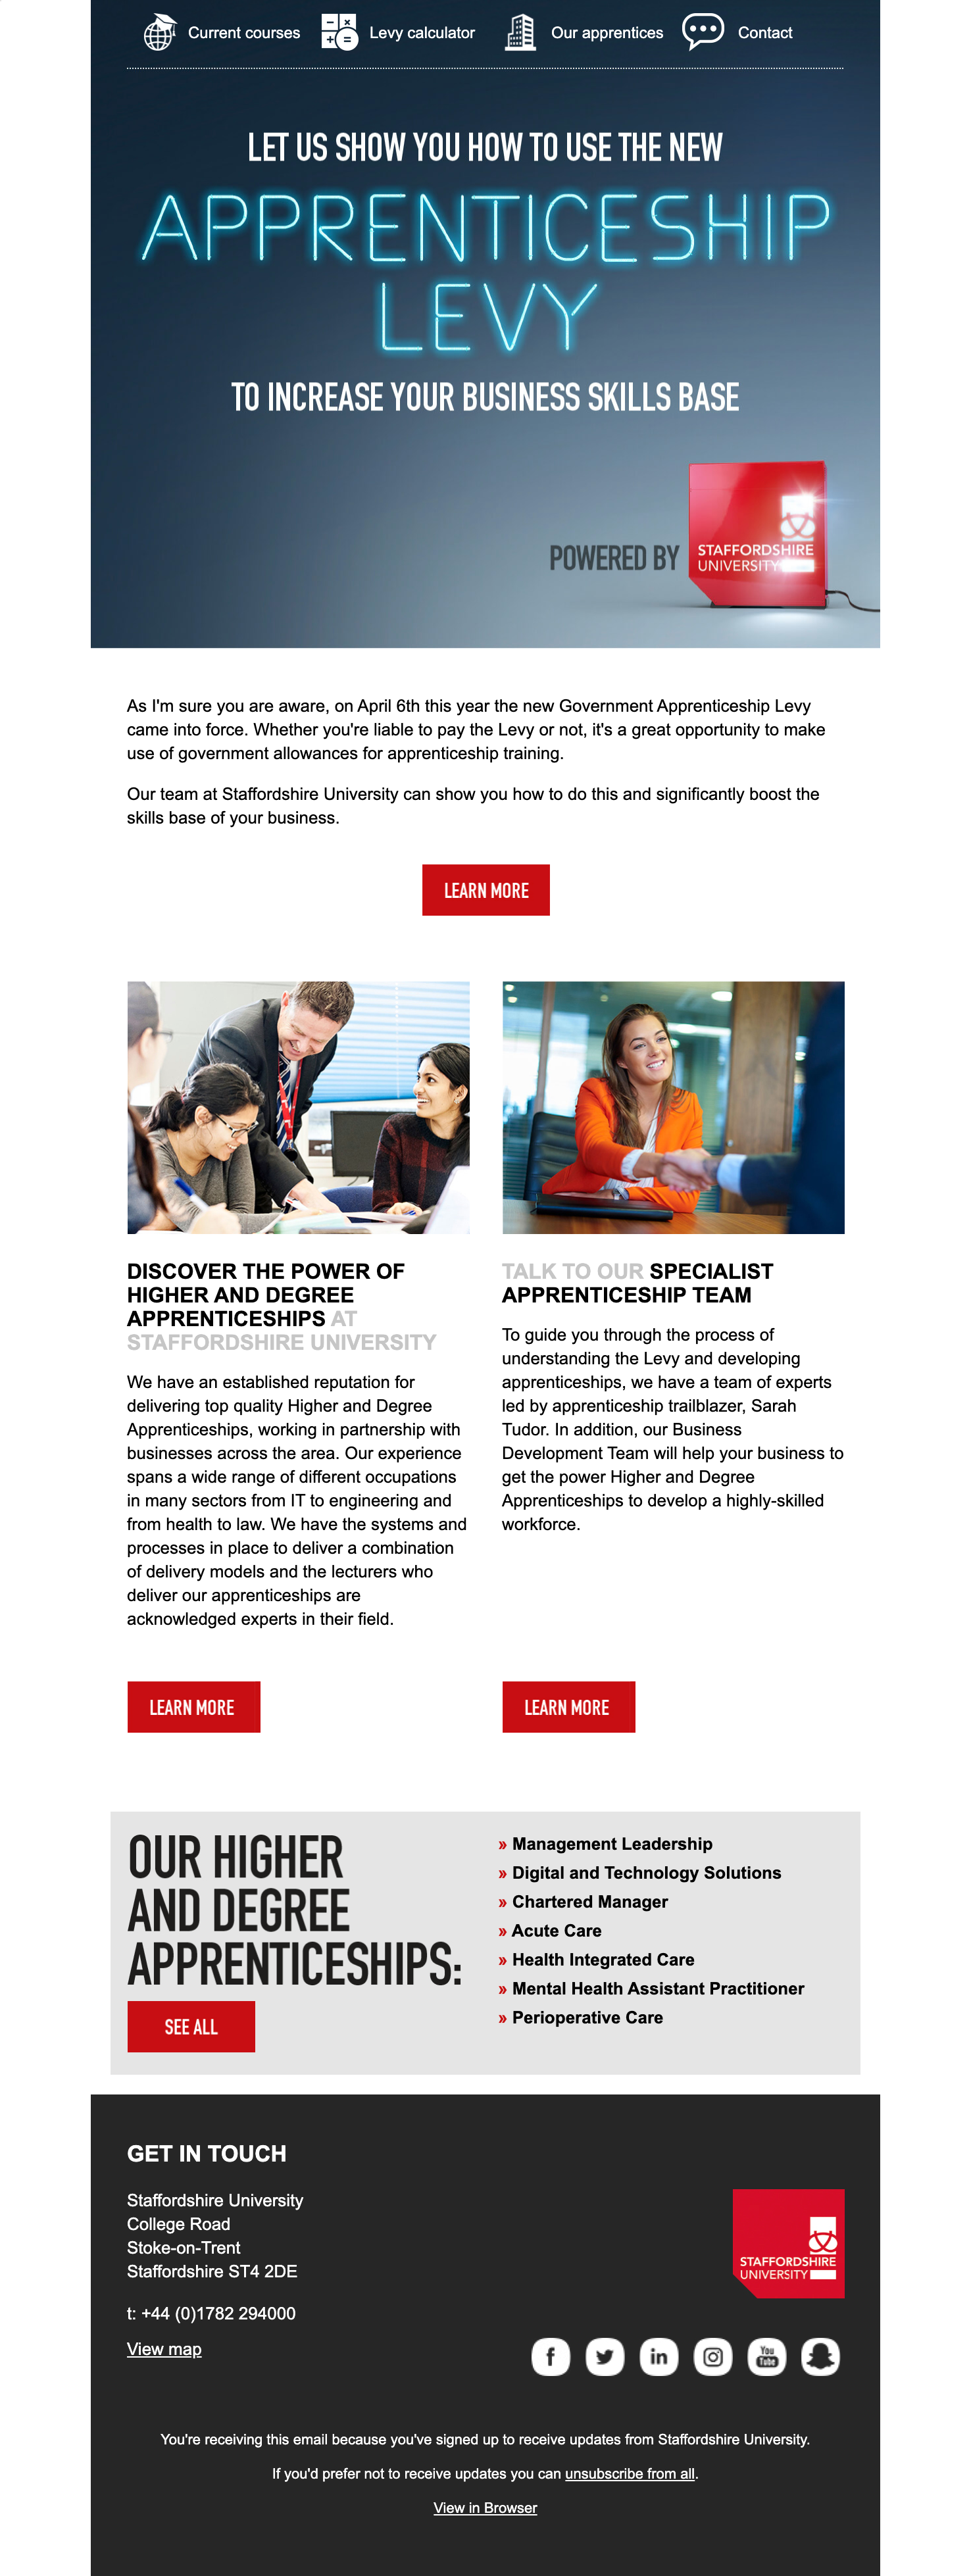 Current courses
Levy calculator
Our apprentices
Contact
LET US SHOW YOU HOW TO USE THE NEW
APPRENTICESHIP
LEVY
TO INCREASE YOUR BUSINESS SKILLS BASE
POWERED BY
STAFFORDSHIRE
UNIVERSITY
As I'm sure you are aware, on April 6th this year the new Government Apprenticeship Levy
came into force. Whether you're liable to pay the Levy or not, it's a great opportunity to make
use of government allowances for apprenticeship training.
Our team at Staffordshire University can show you how to do this and significantly boost the
skills base of your business.
LEARN MORE
DISCOVER THE POWER OF
HIGHER AND DEGREE
APPRENTICESHIPS AT
STAFFORDSHIRE UNIVERSITY
We have an established reputation for
delivering top quality Higher and Degree
Apprenticeships, working in partnership with
businesses across the area. Our experience
spans a wide range of different occupations
in many sectors from IT to engineering and
from health to law. We have the systems and
processes in place to deliver a combination
of delivery models and the lecturers who
deliver our apprenticeships are
acknowledged experts in their field.
LEARN MORE
TALK TO OUR SPECIALIST
APPRENTICESHIP TEAM
To guide you through the process of
understanding the Levy and developing
apprenticeships, we have a team of experts
led by apprenticeship trailblazer, Sarah
Tudor. In addition, our Business
Development Team will help your business to
get the power Higher and Degree
Apprenticeships to develop a highly-skilled
workforce.
LEARN MORE
OUR HIGHER
AND DEGREE
APPRENTICESHIPS:
SEE ALL
» Management Leadership
» Digital and Technology Solutions
» Chartered Manager
» Acute Care
» Health Integrated Care
» Mental Health Assistant Practitioner
» Perioperative Care
GET IN TOUCH
Staffordshire University
College Road
Stoke-on-Trent
Staffordshire ST4 2DE
t: +44 (0)1782 294000
View map
STAFFORDSHIRE
UNIVERSITY
f
in
You
Tube
You're receiving this email because you've signed up to receive updates from Staffordshire University.
If you'd prefer not to receive updates you can unsubscribe from all.
View in Browser